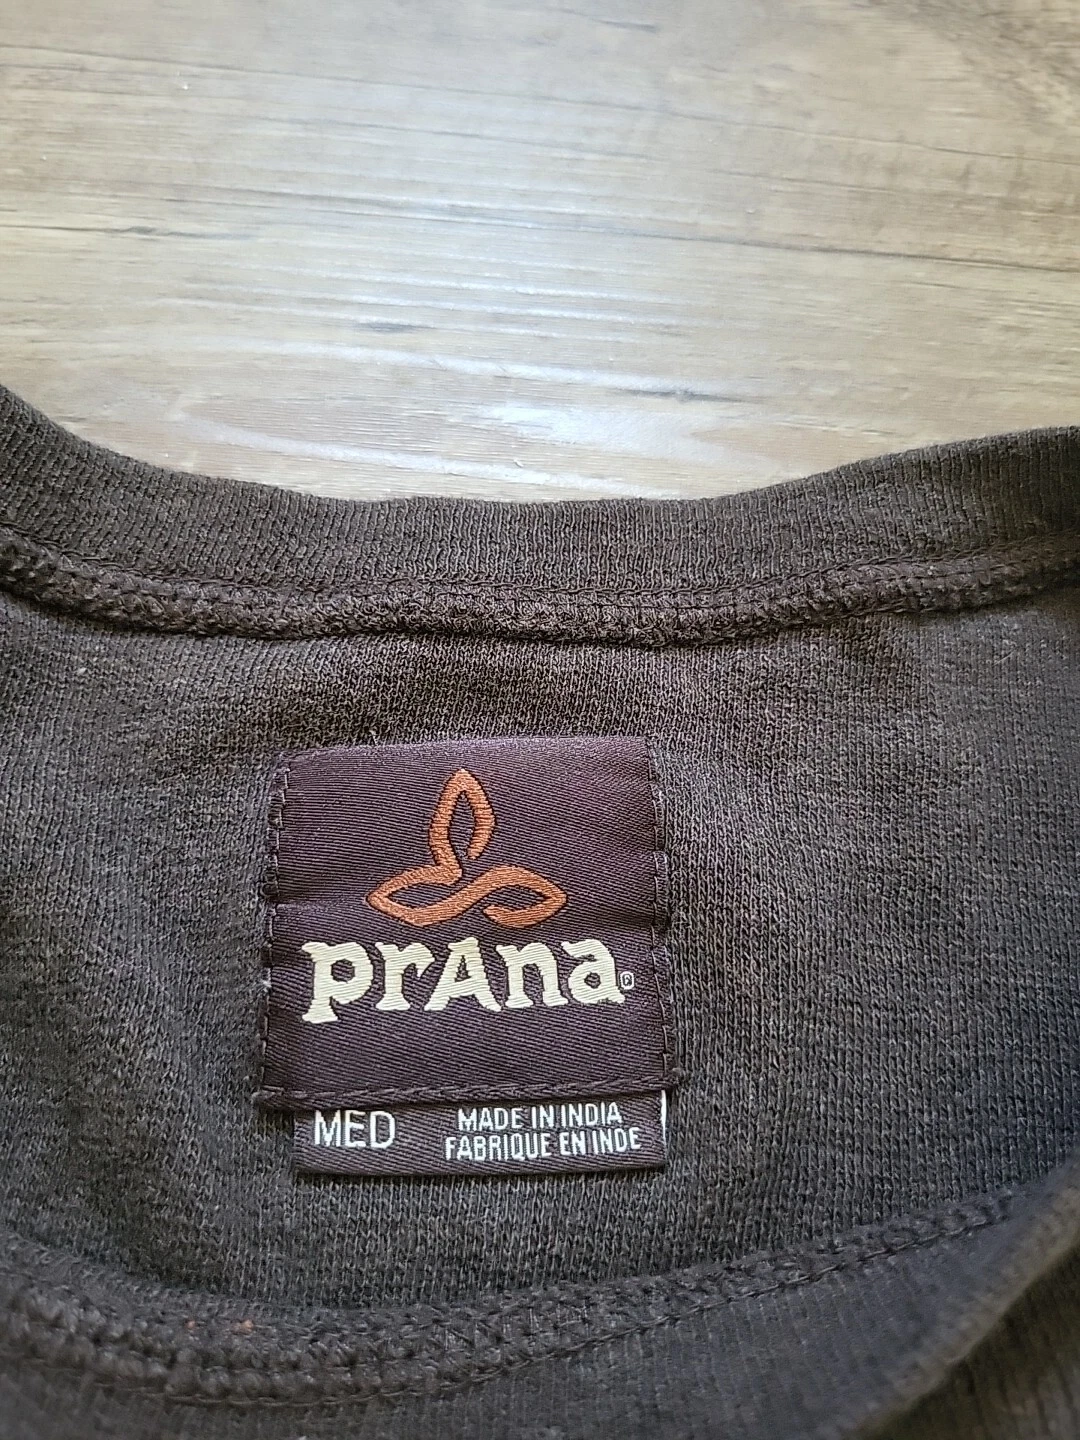 prAna®
MED
MADE IN INDIA
FABRIQUE EN INDE